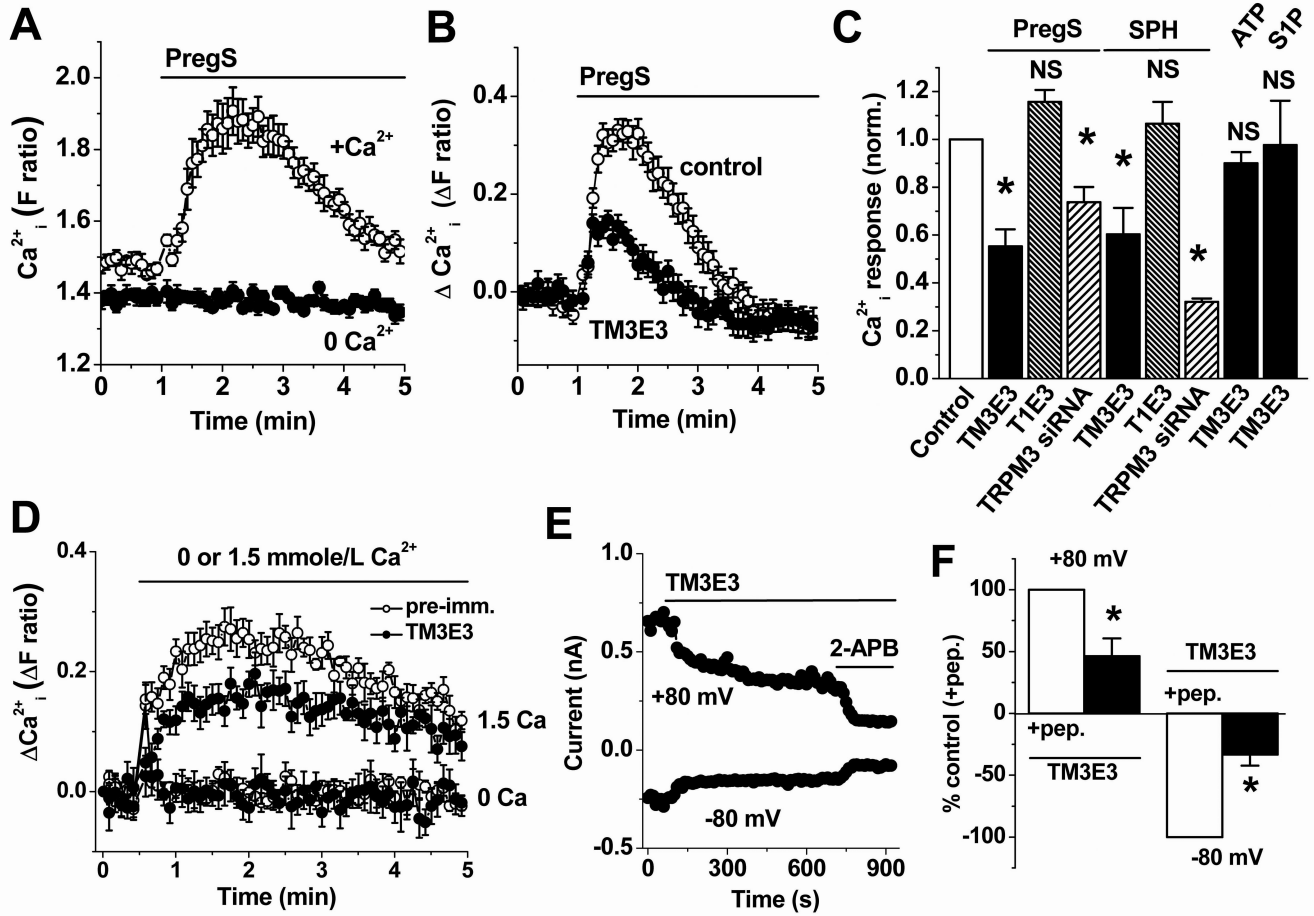 A
PregS
+Ca2+
0 Ca2+
Ca2+i (F ratio)
2.0
1.8
1.6
1.4
1.2
0 1 2 3 4 5
Time (min)
B
PregS
control
TM3E3
Δ Ca2+i (ΔF ratio)
0.4
0.2
0.0
0 1 2 3 4 5
Time (min)
C
PregS SPH ATP S1P
NS NS NS NS
* * * *
Ca2+i response (norm.)
1.2
1.0
0.8
0.6
0.4
0.2
0.0
Control
TM3E3
T1E3
TRPM3 siRNA
TM3E3
T1E3
TRPM3 siRNA
TM3E3
TM3E3
D
0 or 1.5 mmole/L Ca2+
pre-imm.
TM3E3
1.5 Ca
0 Ca
ΔCa2+i (ΔF ratio)
0.4
0.2
0.0
0 1 2 3 4 5
Time (min)
E
TM3E3
2-APB
+80 mV
-80 mV
Current (nA)
1.0
0.5
0.0
-0.5
0 300 600 900
Time (s)
F
+80 mV
*
TM3E3
+pep.
+pep.
TM3E3
*
-80 mV
% control (+pep.)
100
50
0
-50
-100